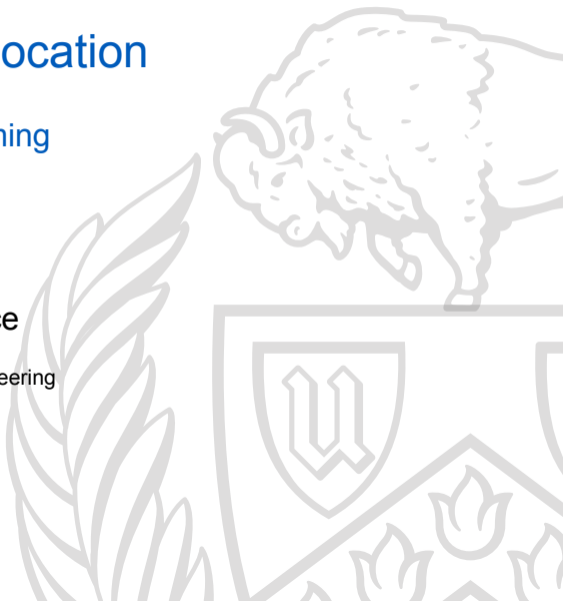 ocation
ning
ce
eering
u